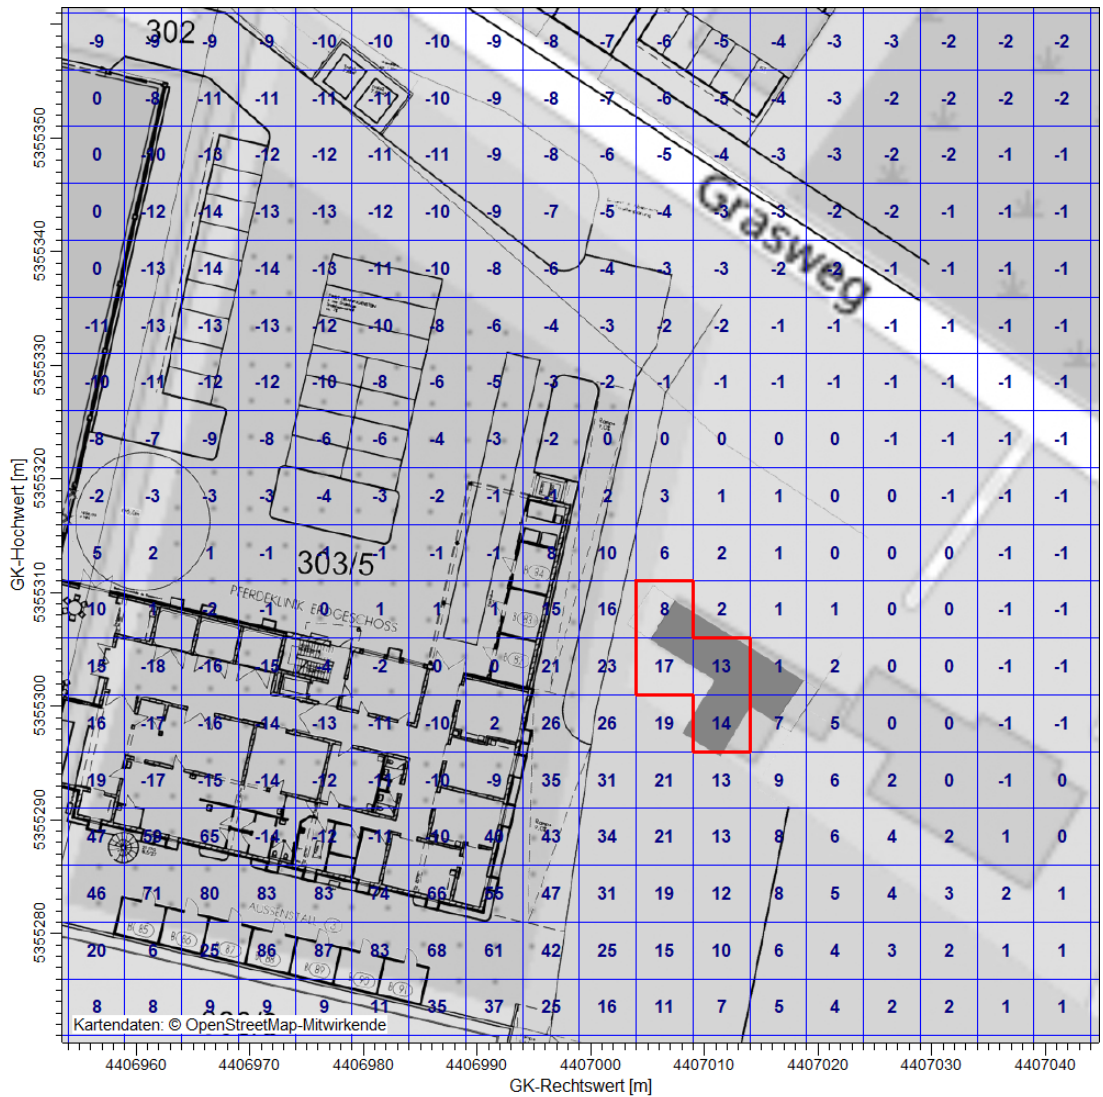 302
-9 -9 -9 -9 -10 -10 -10 -9 -8 -7 -6 -5 -4 -3 -3 -2 -2 -2
0 -8 -11 -11 -11 -11 -10 -9 -8 -7 -6 -5 -4 -3 -2 -2 -2 -2
0 -10 -13 -12 -12 -11 -11 -9 -8 -6 -5 -4 -3 -3 -2 -2 -1 -1
0 -12 -14 -13 -13 -12 -10 -9 -7 -5 -4 -3 -3 -2 -2 -1 -1 -1
Grasweg
0 -13 -14 -14 -13 -11 -10 -8 -6 -4 -3 -3 -2 -2 -1 -1 -1 -1
-11 -13 -13 -13 -12 -10 -8 -6 -4 -3 -2 -2 -1 -1 -1 -1 -1 -1
-10 -11 -12 -12 -10 -8 -6 -5 -3 -2 -1 -1 -1 -1 -1 -1 -1 -1
-8 -7 -9 -8 -6 -6 -4 -3 -2 0 0 0 0 0 -1 -1 -1 -1
-2 -3 -3 -3 -4 -3 -2 -1 -1 2 3 1 1 0 0 -1 -1 -1
5 2 1 -1 -1 -1 -1 -1 8 10 6 2 1 0 0 0 -1 -1
303/5
PFERDEKLINIK ERDGESCHOSS
10 1 -2 -1 0 1 1 1 15 16 8 2 1 1 0 0 -1 -1
15 -18 -16 -15 -4 -2 0 0 21 23 17 13 1 2 0 0 -1 -1
16 -17 -16 -14 -13 -11 -10 2 26 26 19 14 7 5 0 0 -1 -1
19 -17 -15 -14 -12 -11 -10 -9 35 31 21 13 9 6 2 0 -1 0
47 59 65 -14 -12 -11 -10 40 43 34 21 13 8 6 4 2 1 0
46 71 80 83 83 74 66 55 47 31 19 12 8 5 4 3 2 1
AUSSENSTALL
20 6 25 86 87 83 68 61 42 25 15 10 6 4 3 2 1 1
8 8 9 9 9 11 35 37 25 16 11 7 5 4 2 2 1 1
Kartendaten: © OpenStreetMap-Mitwirkende
4406960 4406970 4406980 4406990 4407000 4407010 4407020 4407030 4407040
GK-Rechtswert [m]
GK-Hochwert [m]
5355280 5355290 5355300 5355310 5355320 5355330 5355340 5355350